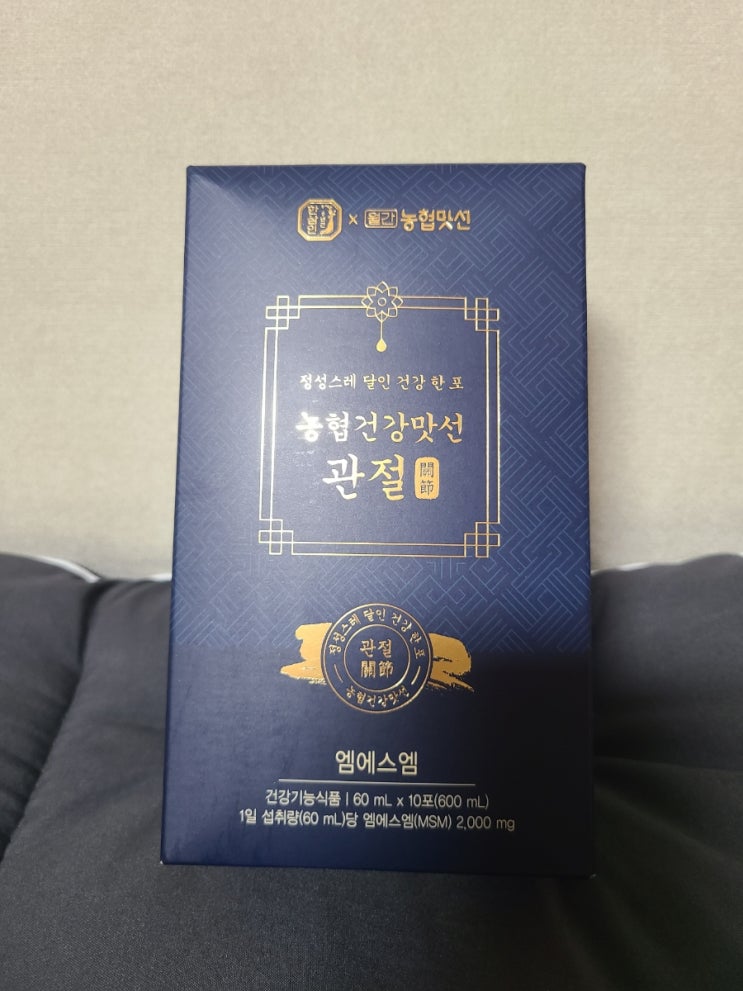 한삼인 x 월간 농협맛선
정성스레 달인 건강 한 포
농협건강맛선
관절 關節
정성스레 달인 건강 한 포
관절
關節
농협건강맛선
엠에스엠
건강기능식품 | 60 mL x 10포(600 mL)
1일 섭취량(60 mL)당 엠에스엠(MSM) 2,000 mg